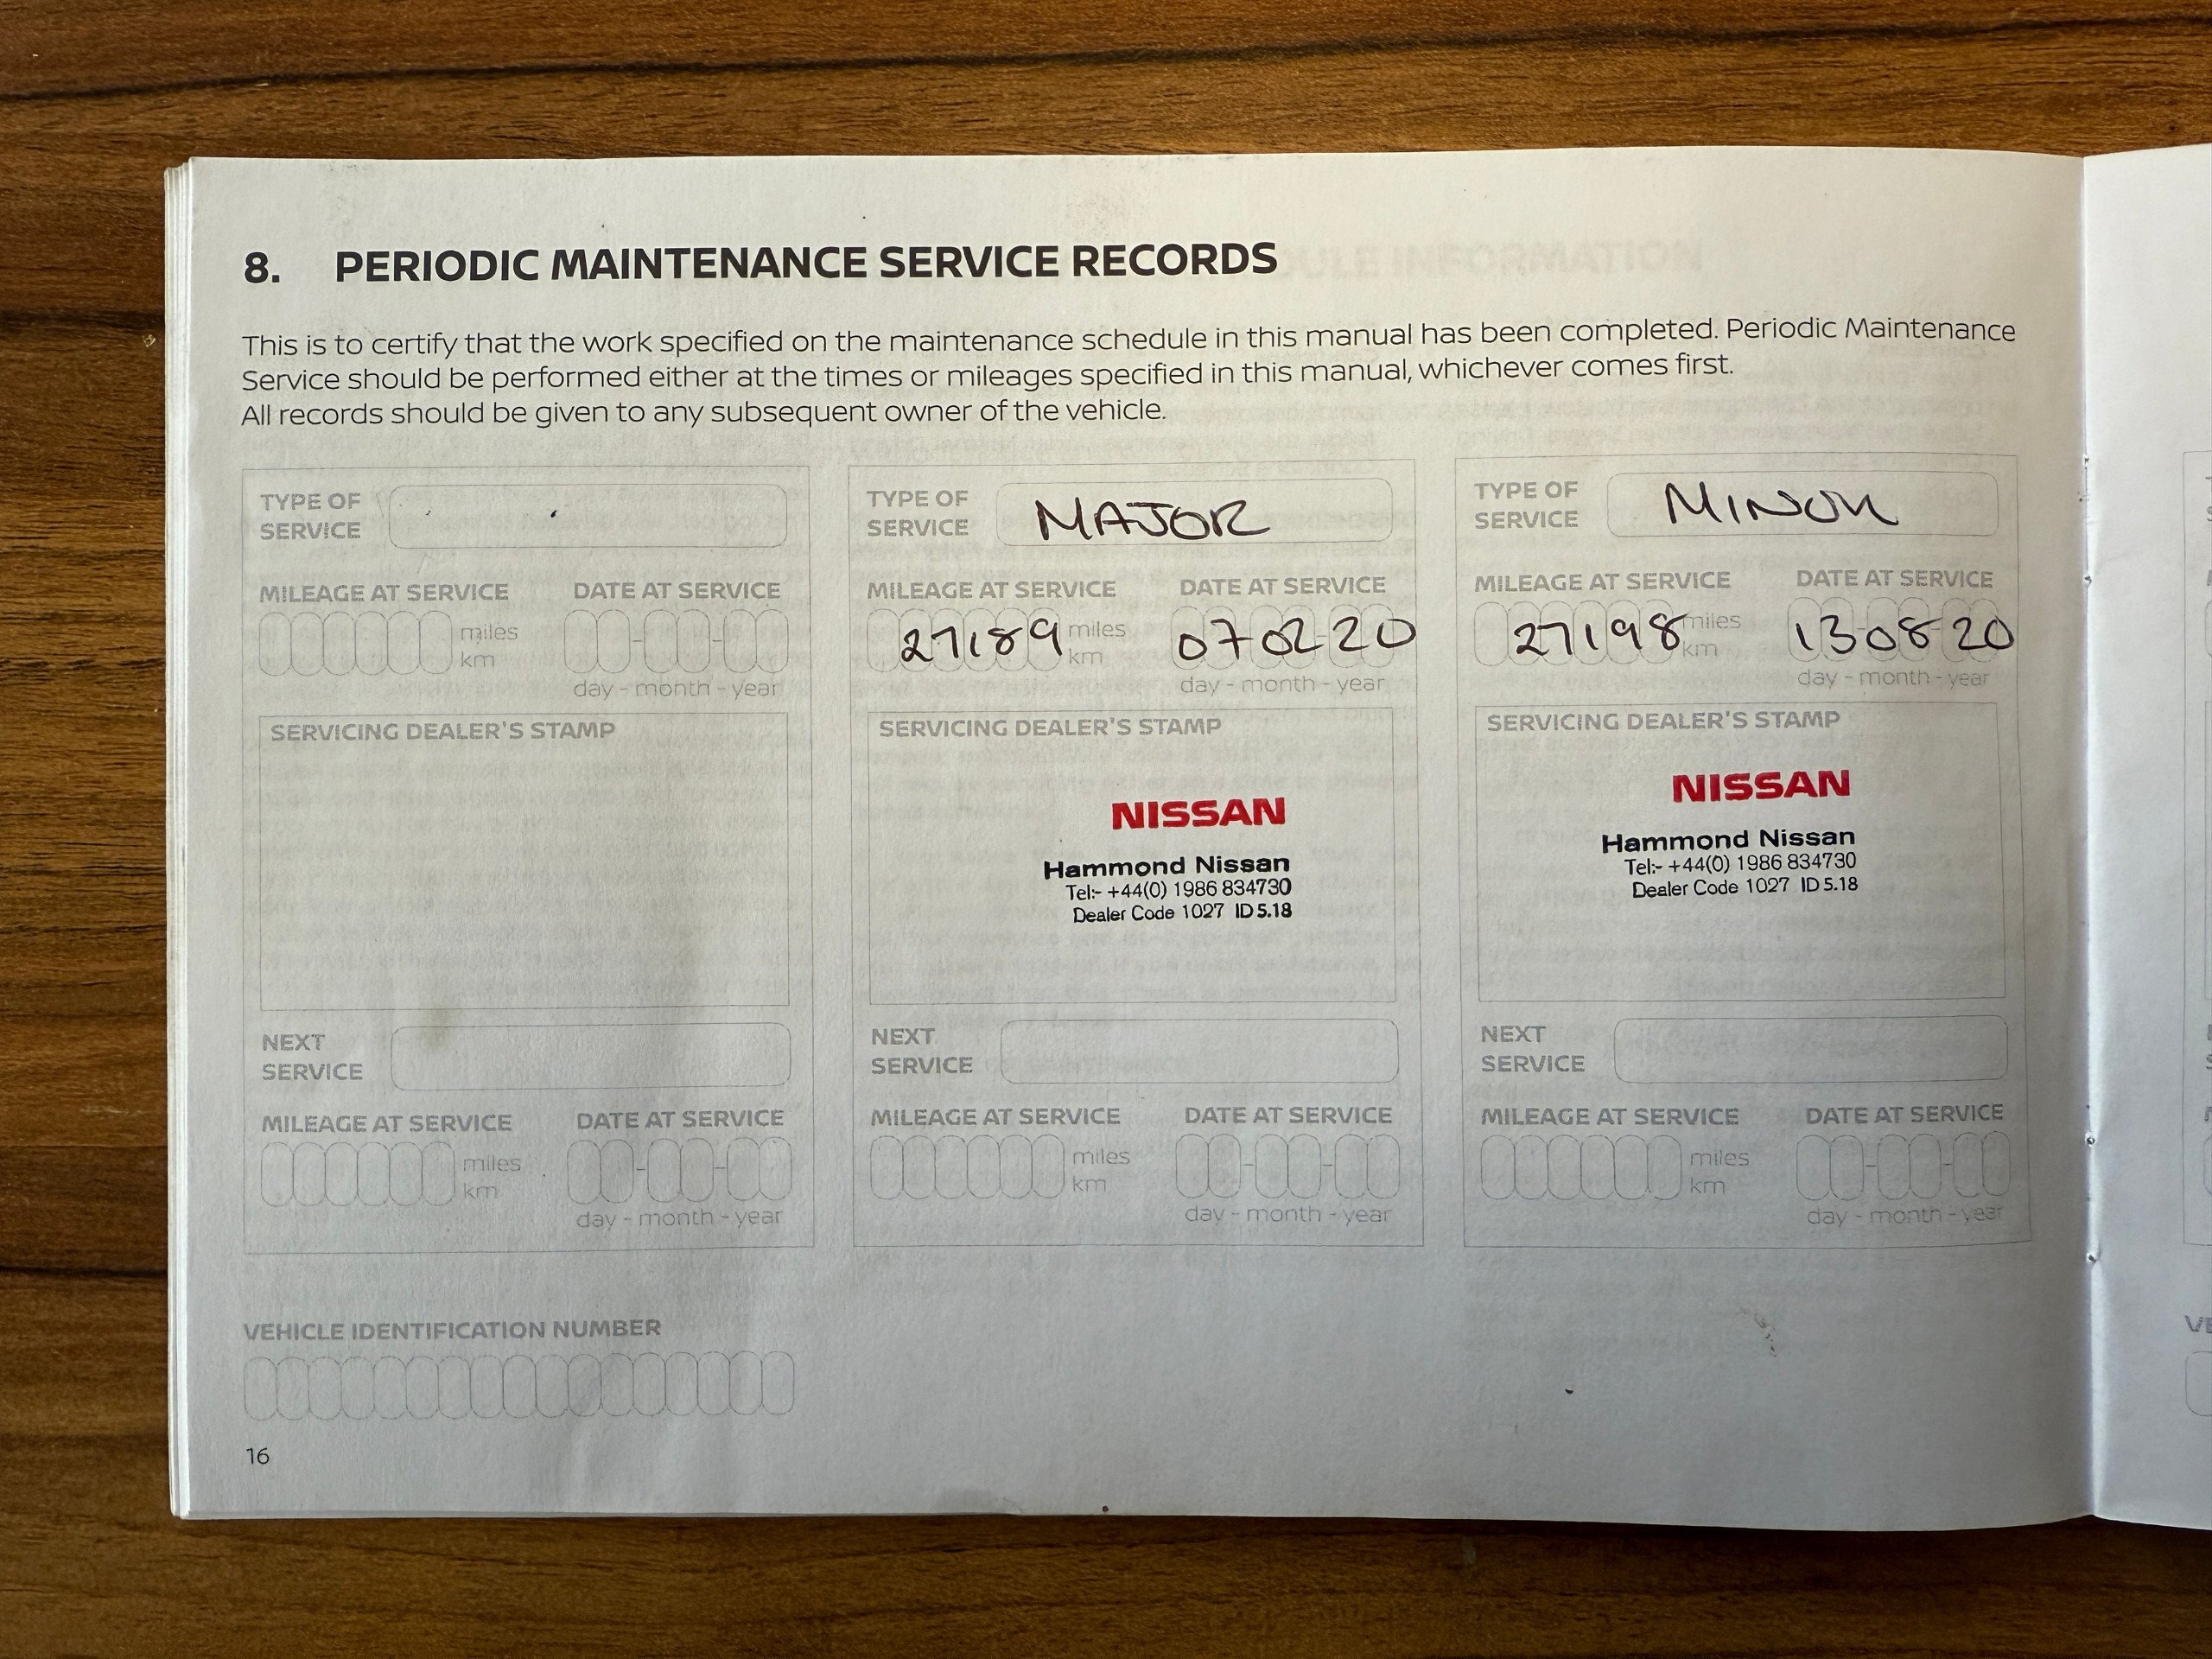 8. PERIODIC MAINTENANCE SERVICE RECORDS
This is to certify that the work specified on the maintenance schedule in this manual has been completed. Periodic Maintenance
Service should be performed either at the times or mileages specified in this manual, whichever comes first.
All records should be given to any subsequent owner of the vehicle.
TYPE OF
SERVICE
MILEAGE AT SERVICE DATE AT SERVICE
miles
km
day - month - year
SERVICING DEALER'S STAMP
NEXT
SERVICE
MILEAGE AT SERVICE DATE AT SERVICE
miles
km
day - month - year
TYPE OF
SERVICE
MAJOR
MILEAGE AT SERVICE DATE AT SERVICE
27189 miles
km
07 02 20
day - month - year
SERVICING DEALER'S STAMP
NISSAN
Hammond Nissan
Tel:- +44(0) 1986 834730
Dealer Code 1027 ID 5.18
NEXT
SERVICE
MILEAGE AT SERVICE DATE AT SERVICE
miles
km
day - month - year
TYPE OF
SERVICE
MINOR
MILEAGE AT SERVICE DATE AT SERVICE
27198 miles
km
13 08 20
day - month - year
SERVICING DEALER'S STAMP
NISSAN
Hammond Nissan
Tel:- +44(0) 1986 834730
Dealer Code 1027 ID 5.18
NEXT
SERVICE
MILEAGE AT SERVICE DATE AT SERVICE
miles
km
day - month - year
VEHICLE IDENTIFICATION NUMBER
16